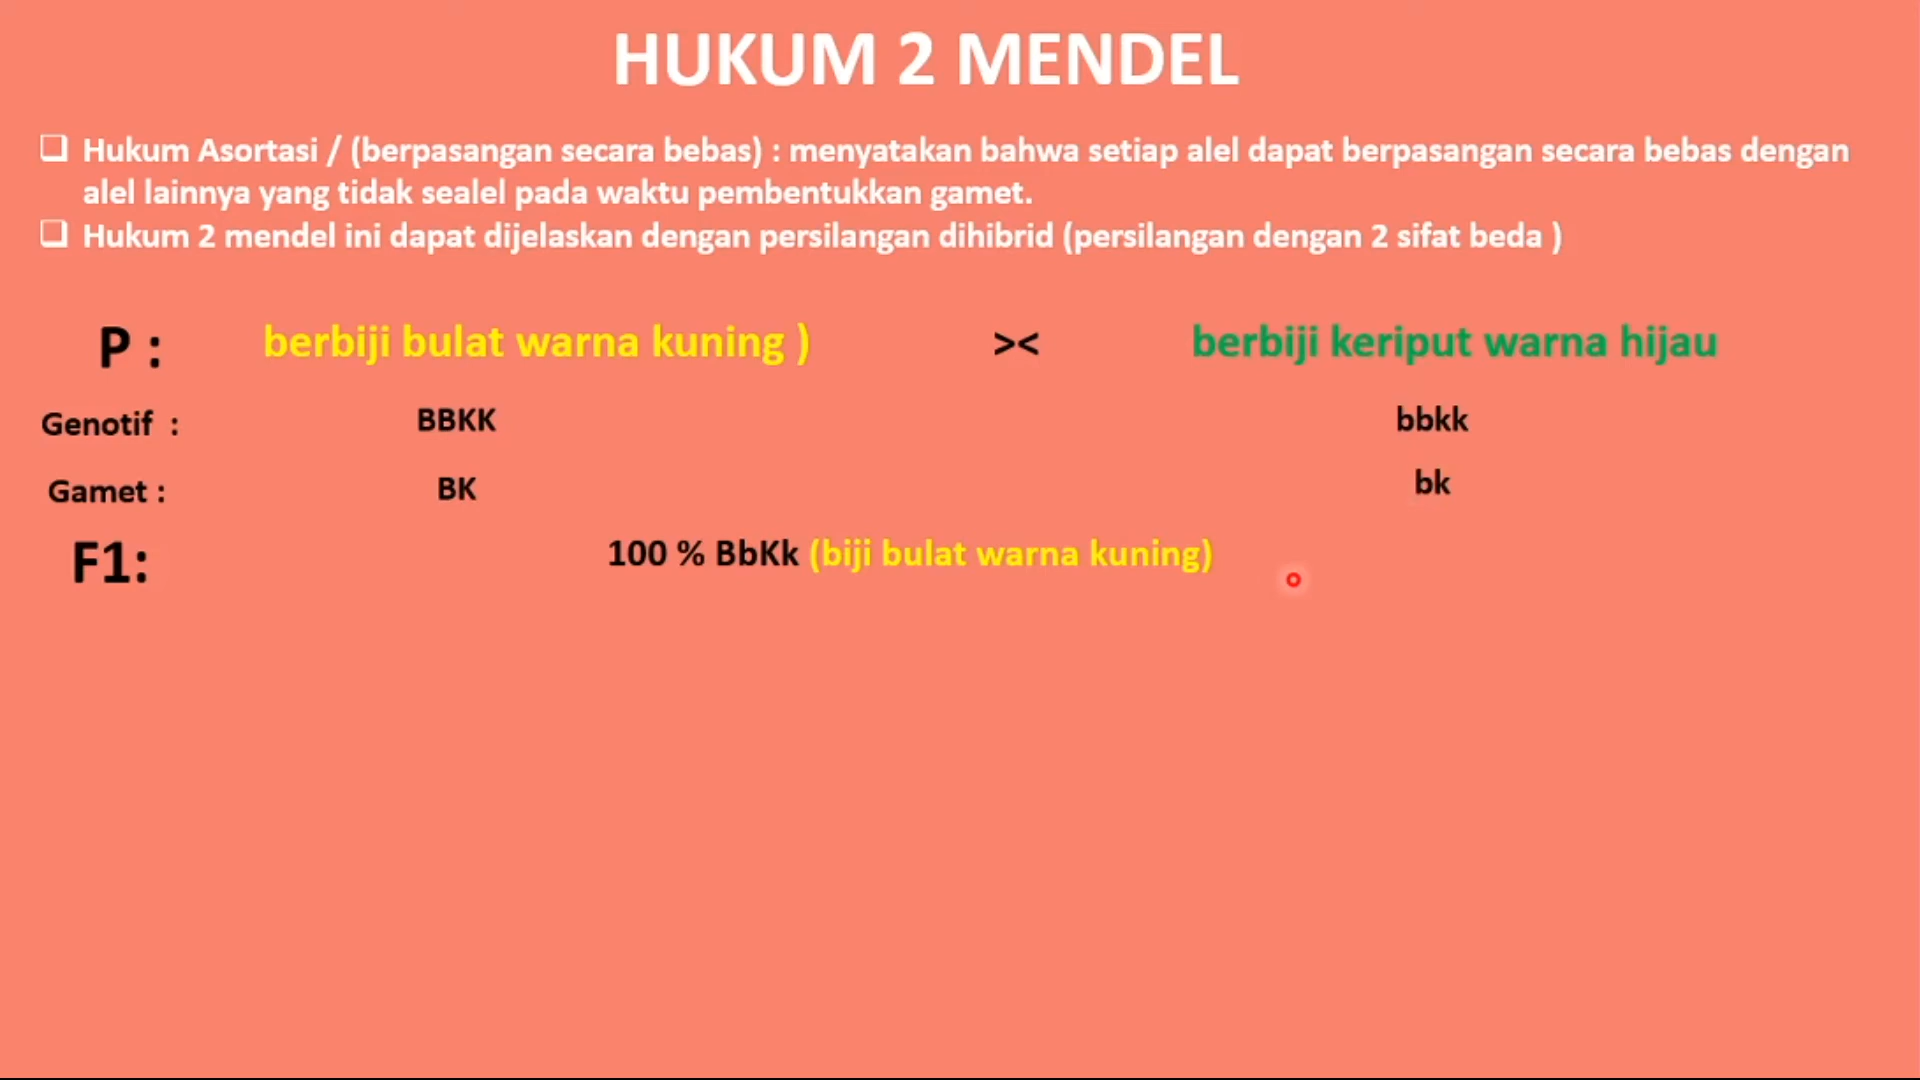 HUKUM 2 MENDEL
Hukum Asortasi / (berpasangan secara bebas) : menyatakan bahwa setiap alel dapat berpasangan secara bebas dengan
alel lainnya yang tidak sealel pada waktu pembentukkan gamet.
Hukum 2 mendel ini dapat dijelaskan dengan persilangan dihibrid (persilangan dengan 2 sifat beda )
P : berbiji bulat warna kuning ) >< berbiji keriput warna hijau
Genotif : BBKK bbkk
Gamet : BK bk
F1: 100 % BbKk (biji bulat warna kuning)